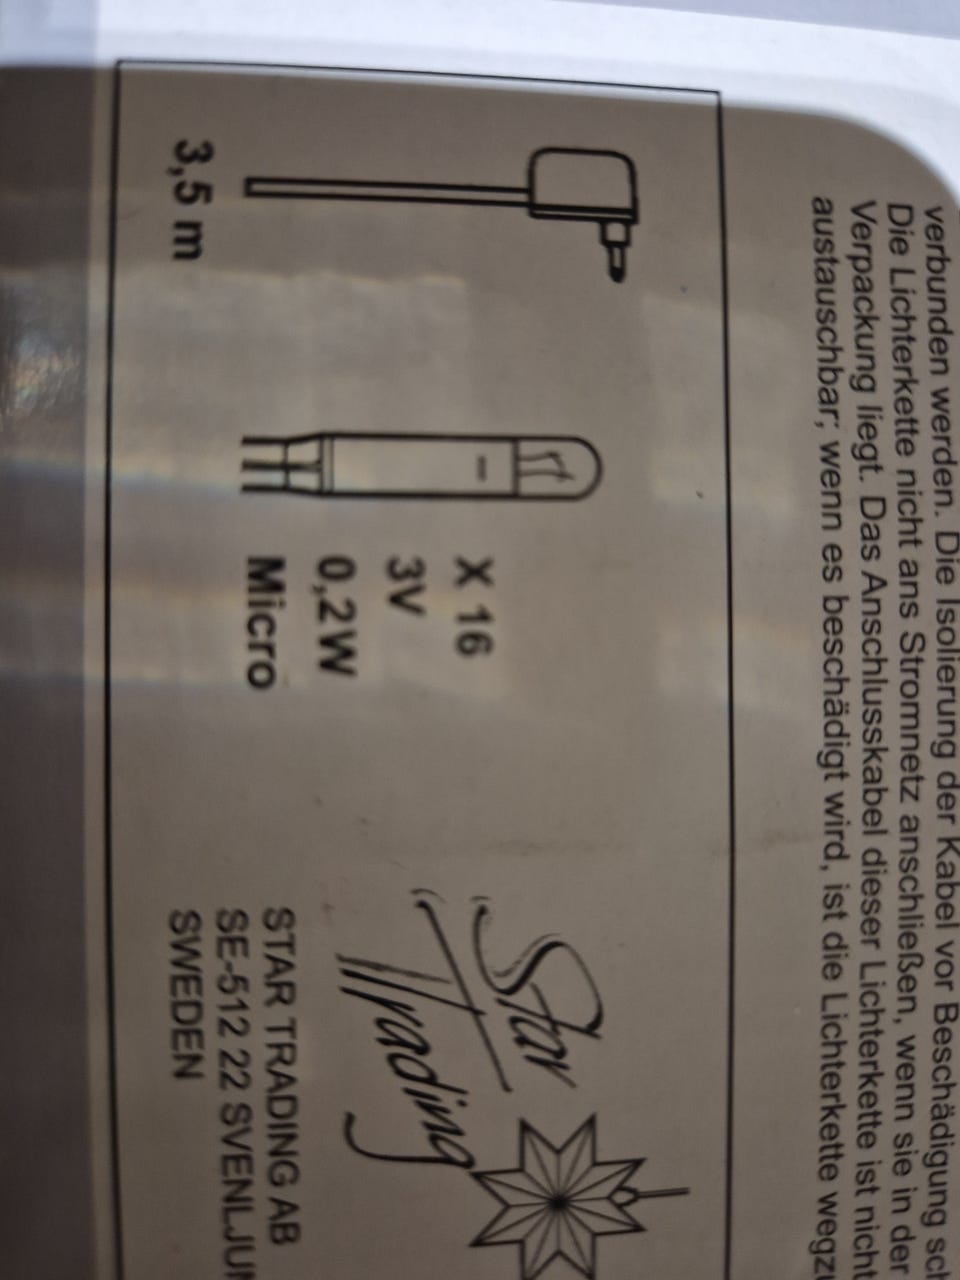 verbunden werden. Die Isolierung der Kabel vor Beschädigung
Die Lichterkette nicht ans Stromnetz anschließen, wenn sie in der
Verpackung liegt. Das Anschlusskabel dieser Lichterkette ist nicht
austauschbar; wenn es beschädigt wird, ist die Lichterkette
X 16
3V
0,2W
Micro
3,5 m
Star
Trading
STAR TRADING AB
SE-512 22
SWEDEN